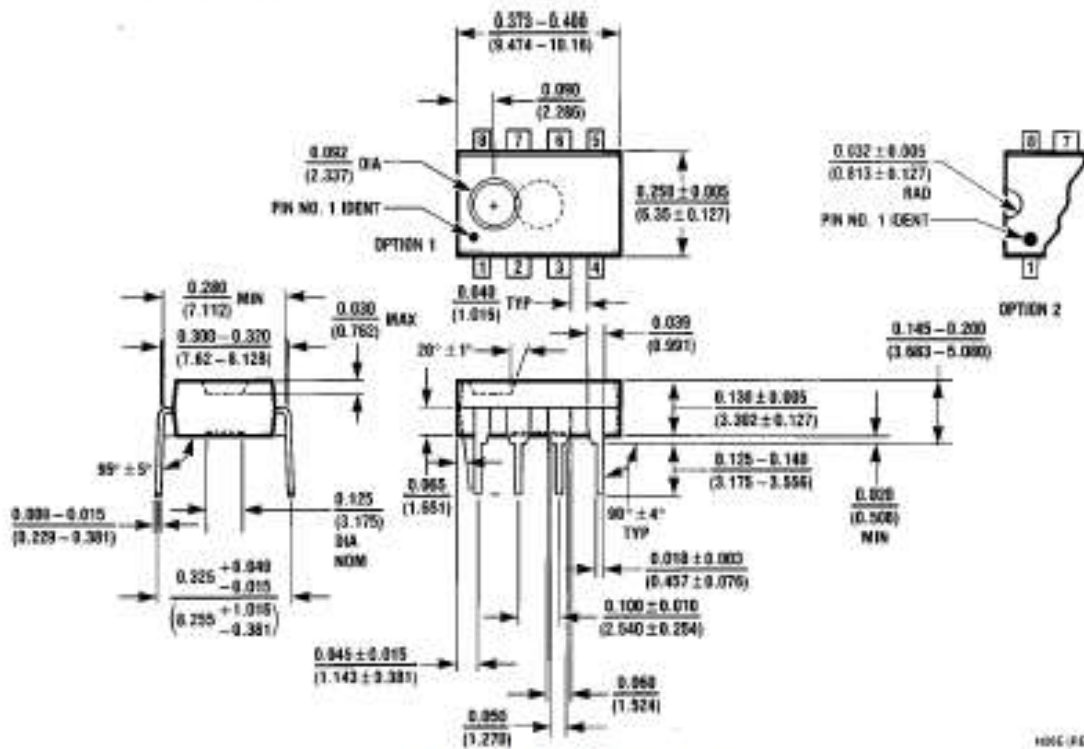 0.373 – 0.400
(9.474 – 10.16)
0.090
(2.286)
8 7 6 5
0.092
(2.337)
DIA
PIN NO. 1 IDENT
OPTION 1
0.250 ± 0.005
(6.35 ± 0.127)
1 2 3 4
0.032 ± 0.005
(0.813 ± 0.127)
RAD
PIN NO. 1 IDENT
8 7
1
OPTION 2
0.280
(7.112)
MIN
0.300 – 0.320
(7.62 – 8.128)
0.030
(0.762)
MAX
0.040
(1.016)
TYP
20° ± 1°
0.039
(0.991)
0.145 – 0.200
(3.683 – 5.080)
0.130 ± 0.005
(3.302 ± 0.127)
0.125 – 0.140
(3.175 – 3.556)
0.020
(0.508)
MIN
95° ± 5°
0.009 – 0.015
(0.229 – 0.381)
0.125
(3.175)
DIA
NOM
0.065
(1.651)
90° ± 4°
TYP
0.018 ± 0.003
(0.457 ± 0.076)
0.325 +0.040 –0.015
(8.255 +1.016 –0.381)
0.100 ± 0.010
(2.540 ± 0.254)
0.045 ± 0.015
(1.143 ± 0.381)
0.060
(1.524)
0.050
(1.270)